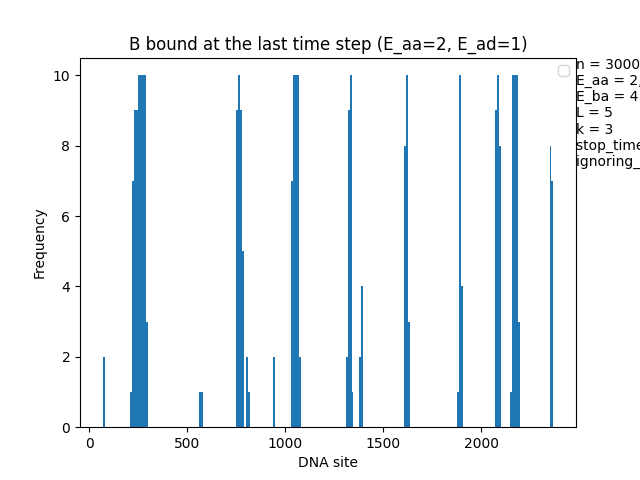 B bound at the last time step (E_aa=2, E_ad=1)
n = 3000
E_aa = 2,
E_ba = 4
L = 5
k = 3
stop_time
ignoring_
10
8
6
4
2
0
Frequency
0 500 1000 1500 2000
DNA site